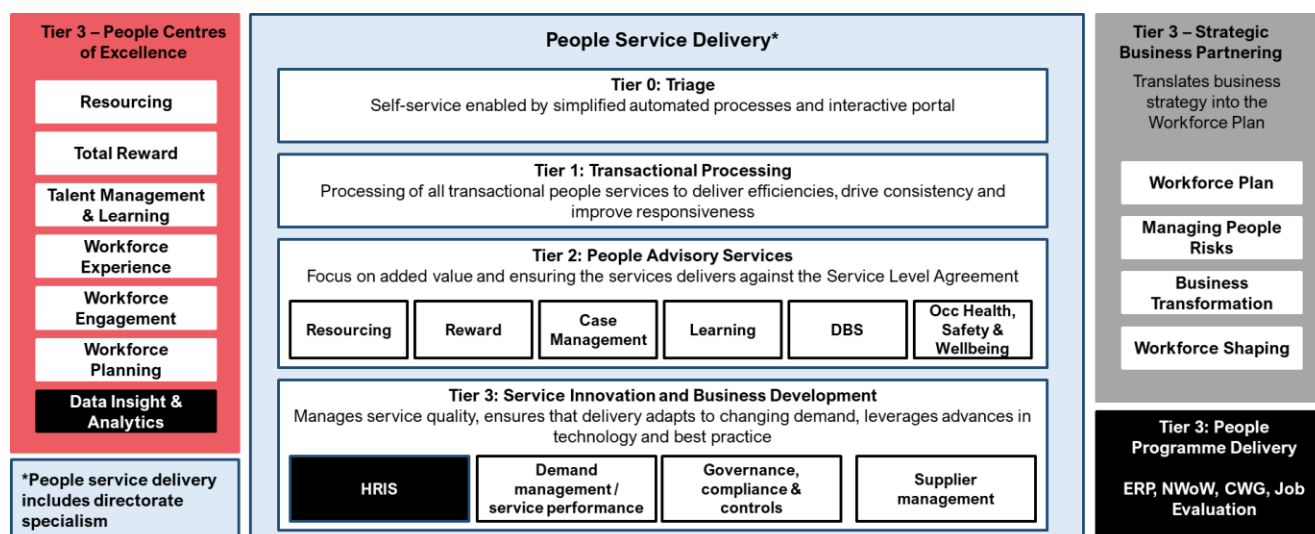 Tier 3 – People Centres
of Excellence
Resourcing
Total Reward
Talent Management
& Learning
Workforce
Experience
Workforce
Engagement
Workforce
Planning
Data Insight &
Analytics
*People service delivery
includes directorate
specialism
People Service Delivery*
Tier 0: Triage
Self-service enabled by simplified automated processes and interactive portal
Tier 1: Transactional Processing
Processing of all transactional people services to deliver efficiencies, drive consistency and
improve responsiveness
Tier 2: People Advisory Services
Focus on added value and ensuring the services delivers against the Service Level Agreement
Resourcing
Reward
Case
Management
Learning
DBS
Occ Health,
Safety &
Wellbeing
Tier 3: Service Innovation and Business Development
Manages service quality, ensures that delivery adapts to changing demand, leverages advances in
technology and best practice
HRIS
Demand
management /
service performance
Governance,
compliance &
controls
Supplier
management
Tier 3 – Strategic
Business Partnering
Translates business
strategy into the
Workforce Plan
Workforce Plan
Managing People
Risks
Business
Transformation
Workforce Shaping
Tier 3: People
Programme Delivery
ERP, NWoW, CWG, Job
Evaluation